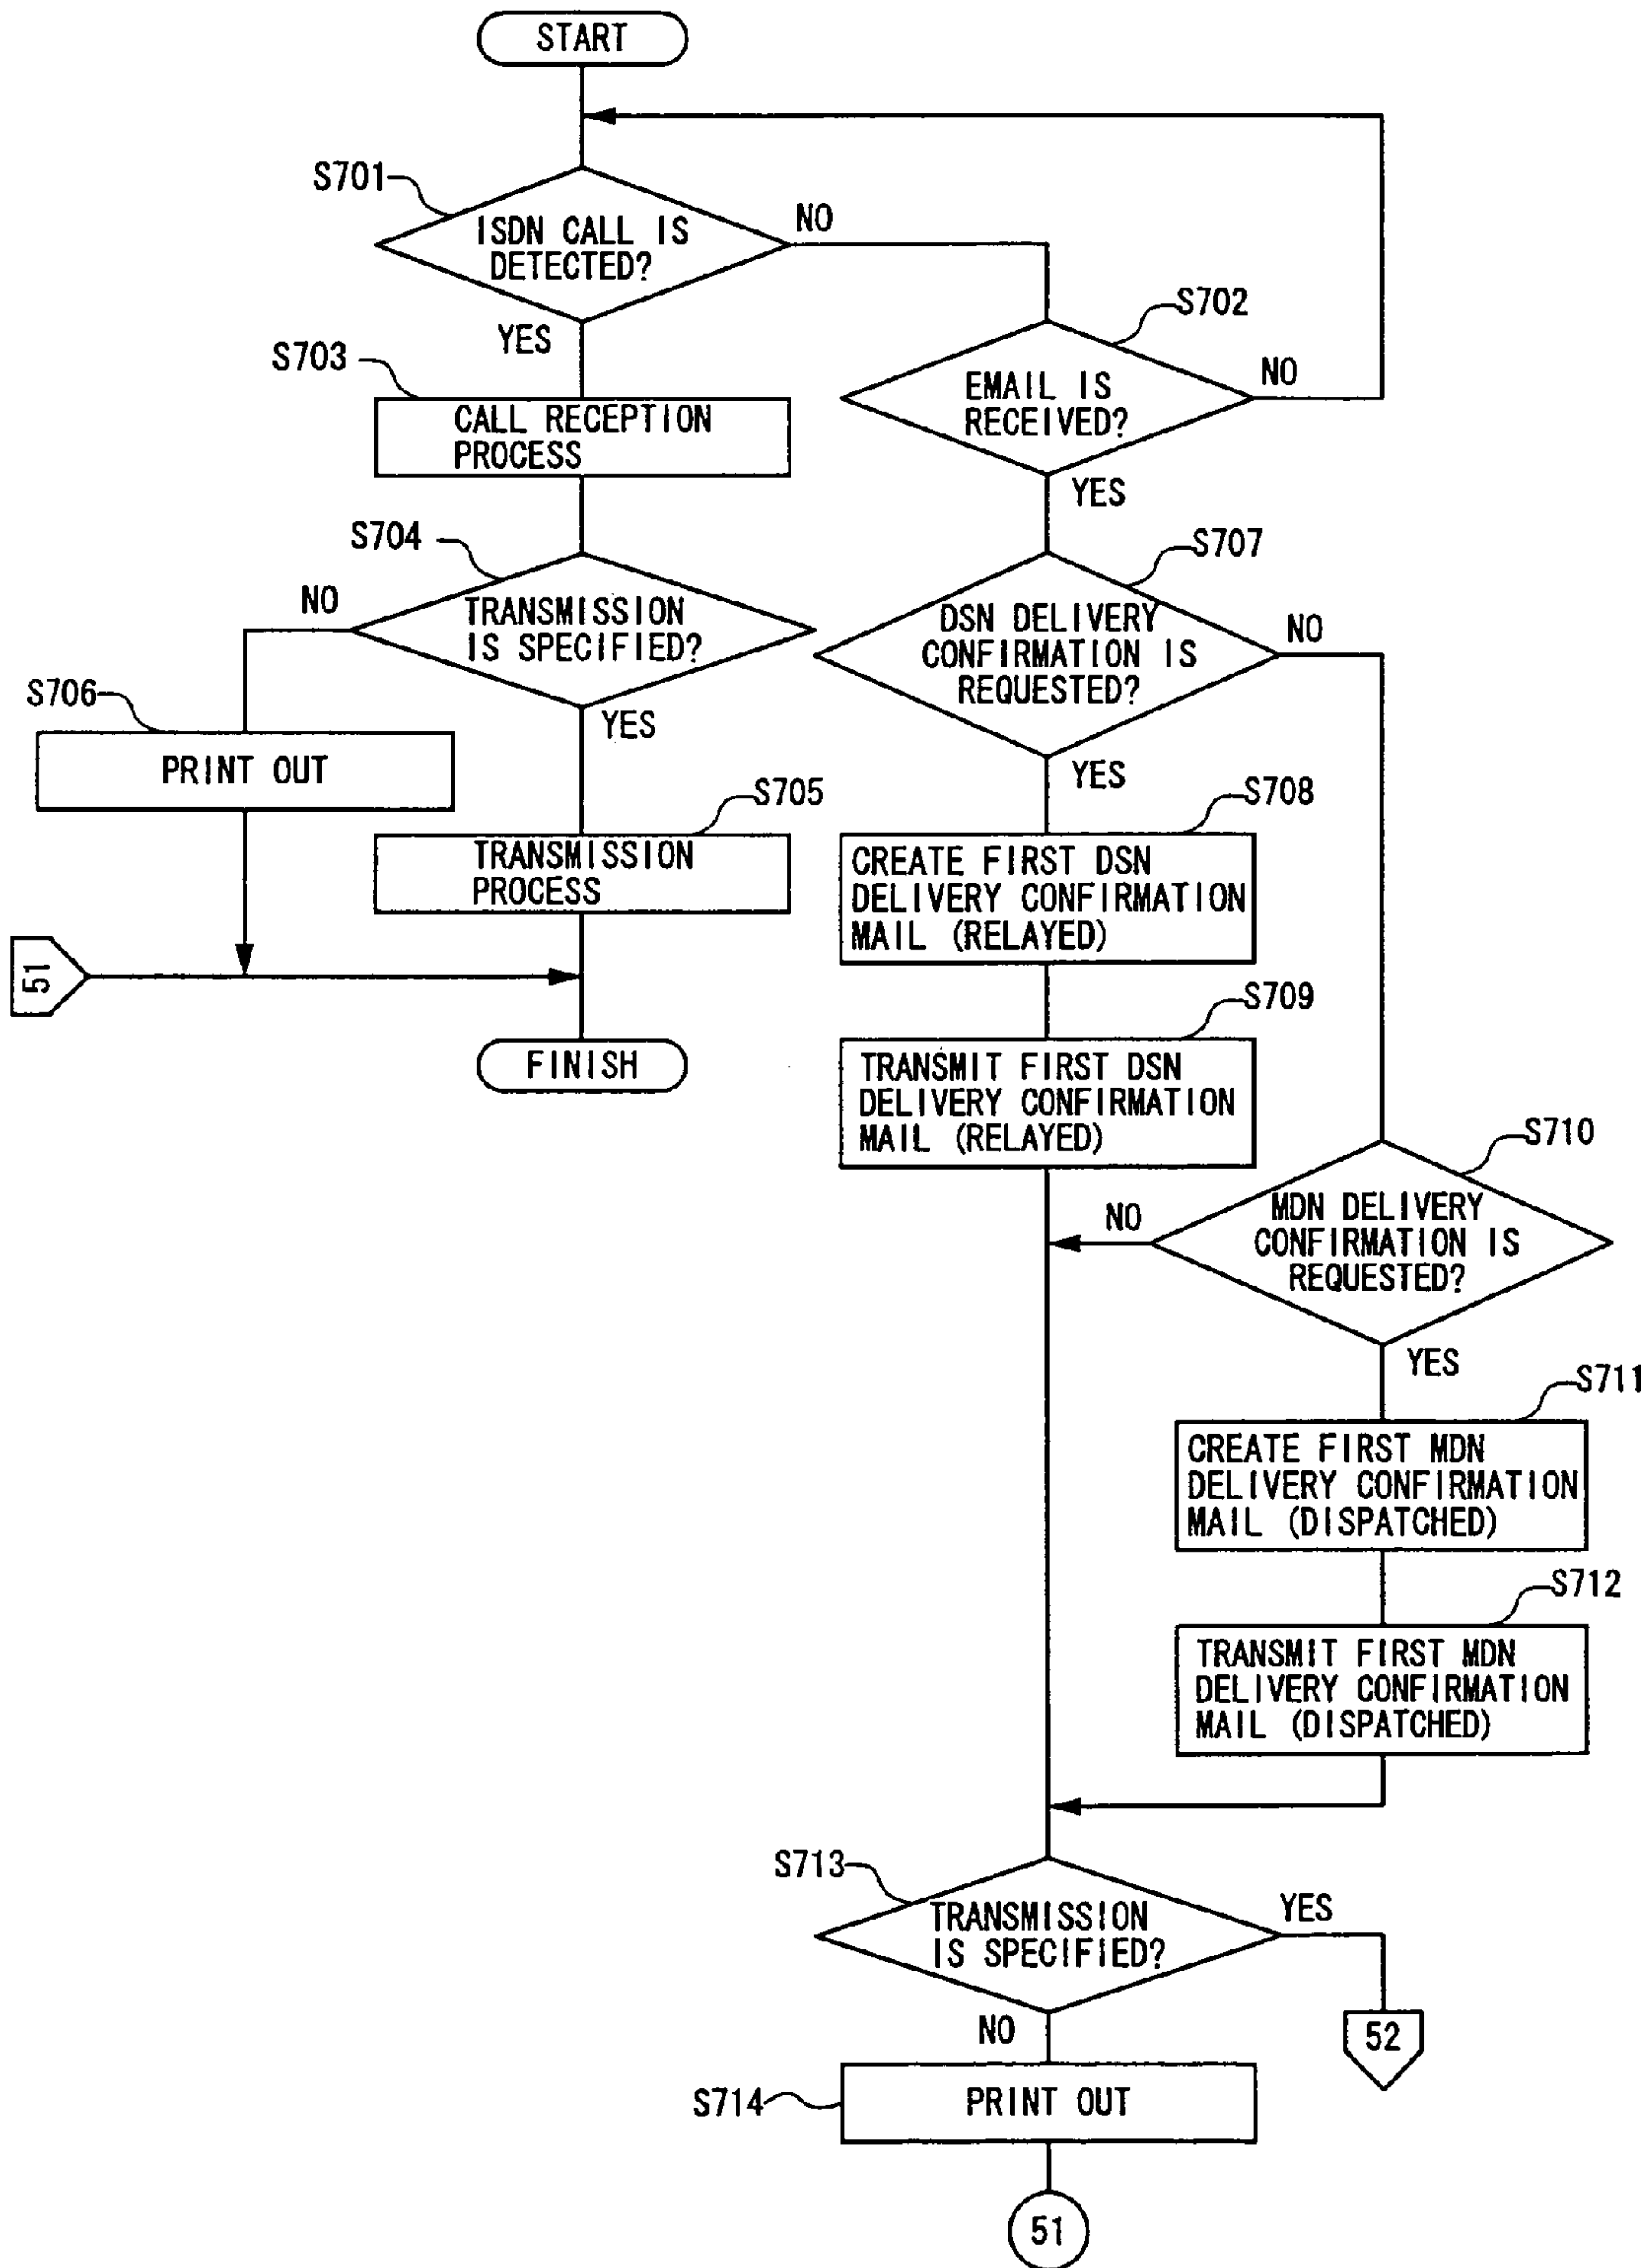 START
S701
ISDN CALL IS
DETECTED?
NO
YES
S702
EMAIL IS
RECEIVED?
NO
YES
S703
CALL RECEPTION
PROCESS
S704
TRANSMISSION
IS SPECIFIED?
NO
YES
S706
PRINT OUT
S705
TRANSMISSION
PROCESS
51
FINISH
S707
DSN DELIVERY
CONFIRMATION IS
REQUESTED?
NO
YES
S708
CREATE FIRST DSN
DELIVERY CONFIRMATION
MAIL (RELAYED)
S709
TRANSMIT FIRST DSN
DELIVERY CONFIRMATION
MAIL (RELAYED)
S710
MDN DELIVERY
CONFIRMATION IS
REQUESTED?
NO
YES
S711
CREATE FIRST MDN
DELIVERY CONFIRMATION
MAIL (DISPATCHED)
S712
TRANSMIT FIRST MDN
DELIVERY CONFIRMATION
MAIL (DISPATCHED)
S713
TRANSMISSION
IS SPECIFIED?
YES
NO
52
S714
PRINT OUT
51